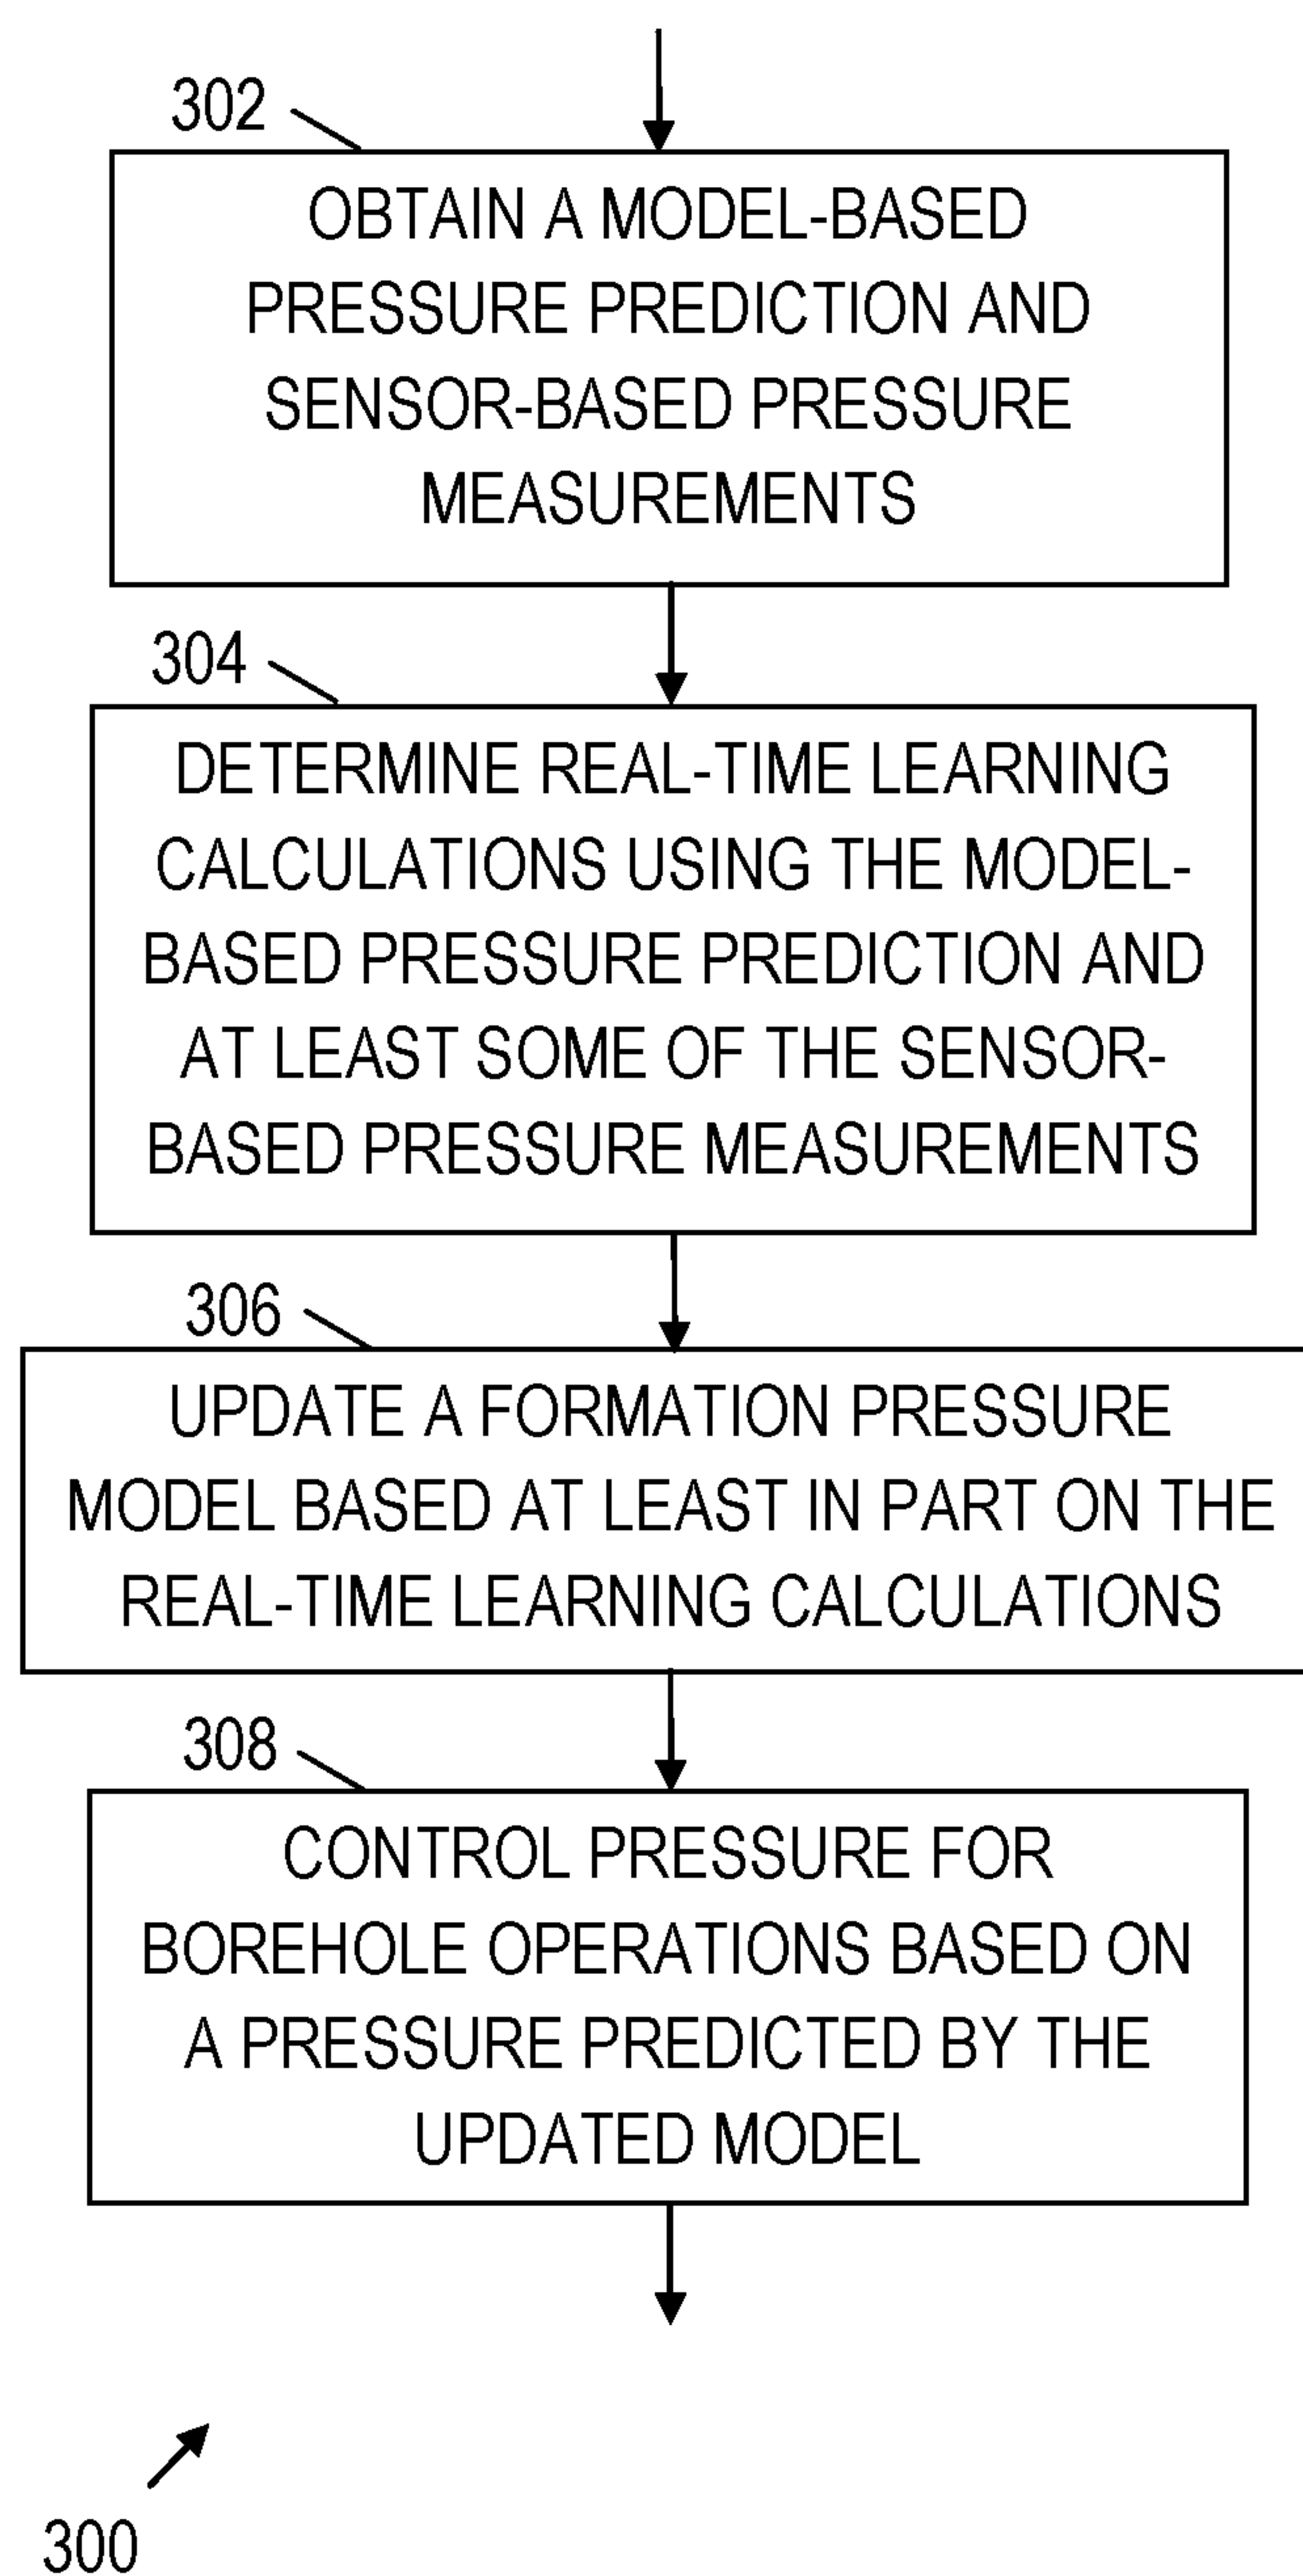 302
OBTAIN A MODEL-BASED
PRESSURE PREDICTION AND
SENSOR-BASED PRESSURE
MEASUREMENTS
304
DETERMINE REAL-TIME LEARNING
CALCULATIONS USING THE MODEL-
BASED PRESSURE PREDICTION AND
AT LEAST SOME OF THE SENSOR-
BASED PRESSURE MEASUREMENTS
306
UPDATE A FORMATION PRESSURE
MODEL BASED AT LEAST IN PART ON THE
REAL-TIME LEARNING CALCULATIONS
308
CONTROL PRESSURE FOR
BOREHOLE OPERATIONS BASED ON
A PRESSURE PREDICTED BY THE
UPDATED MODEL
300